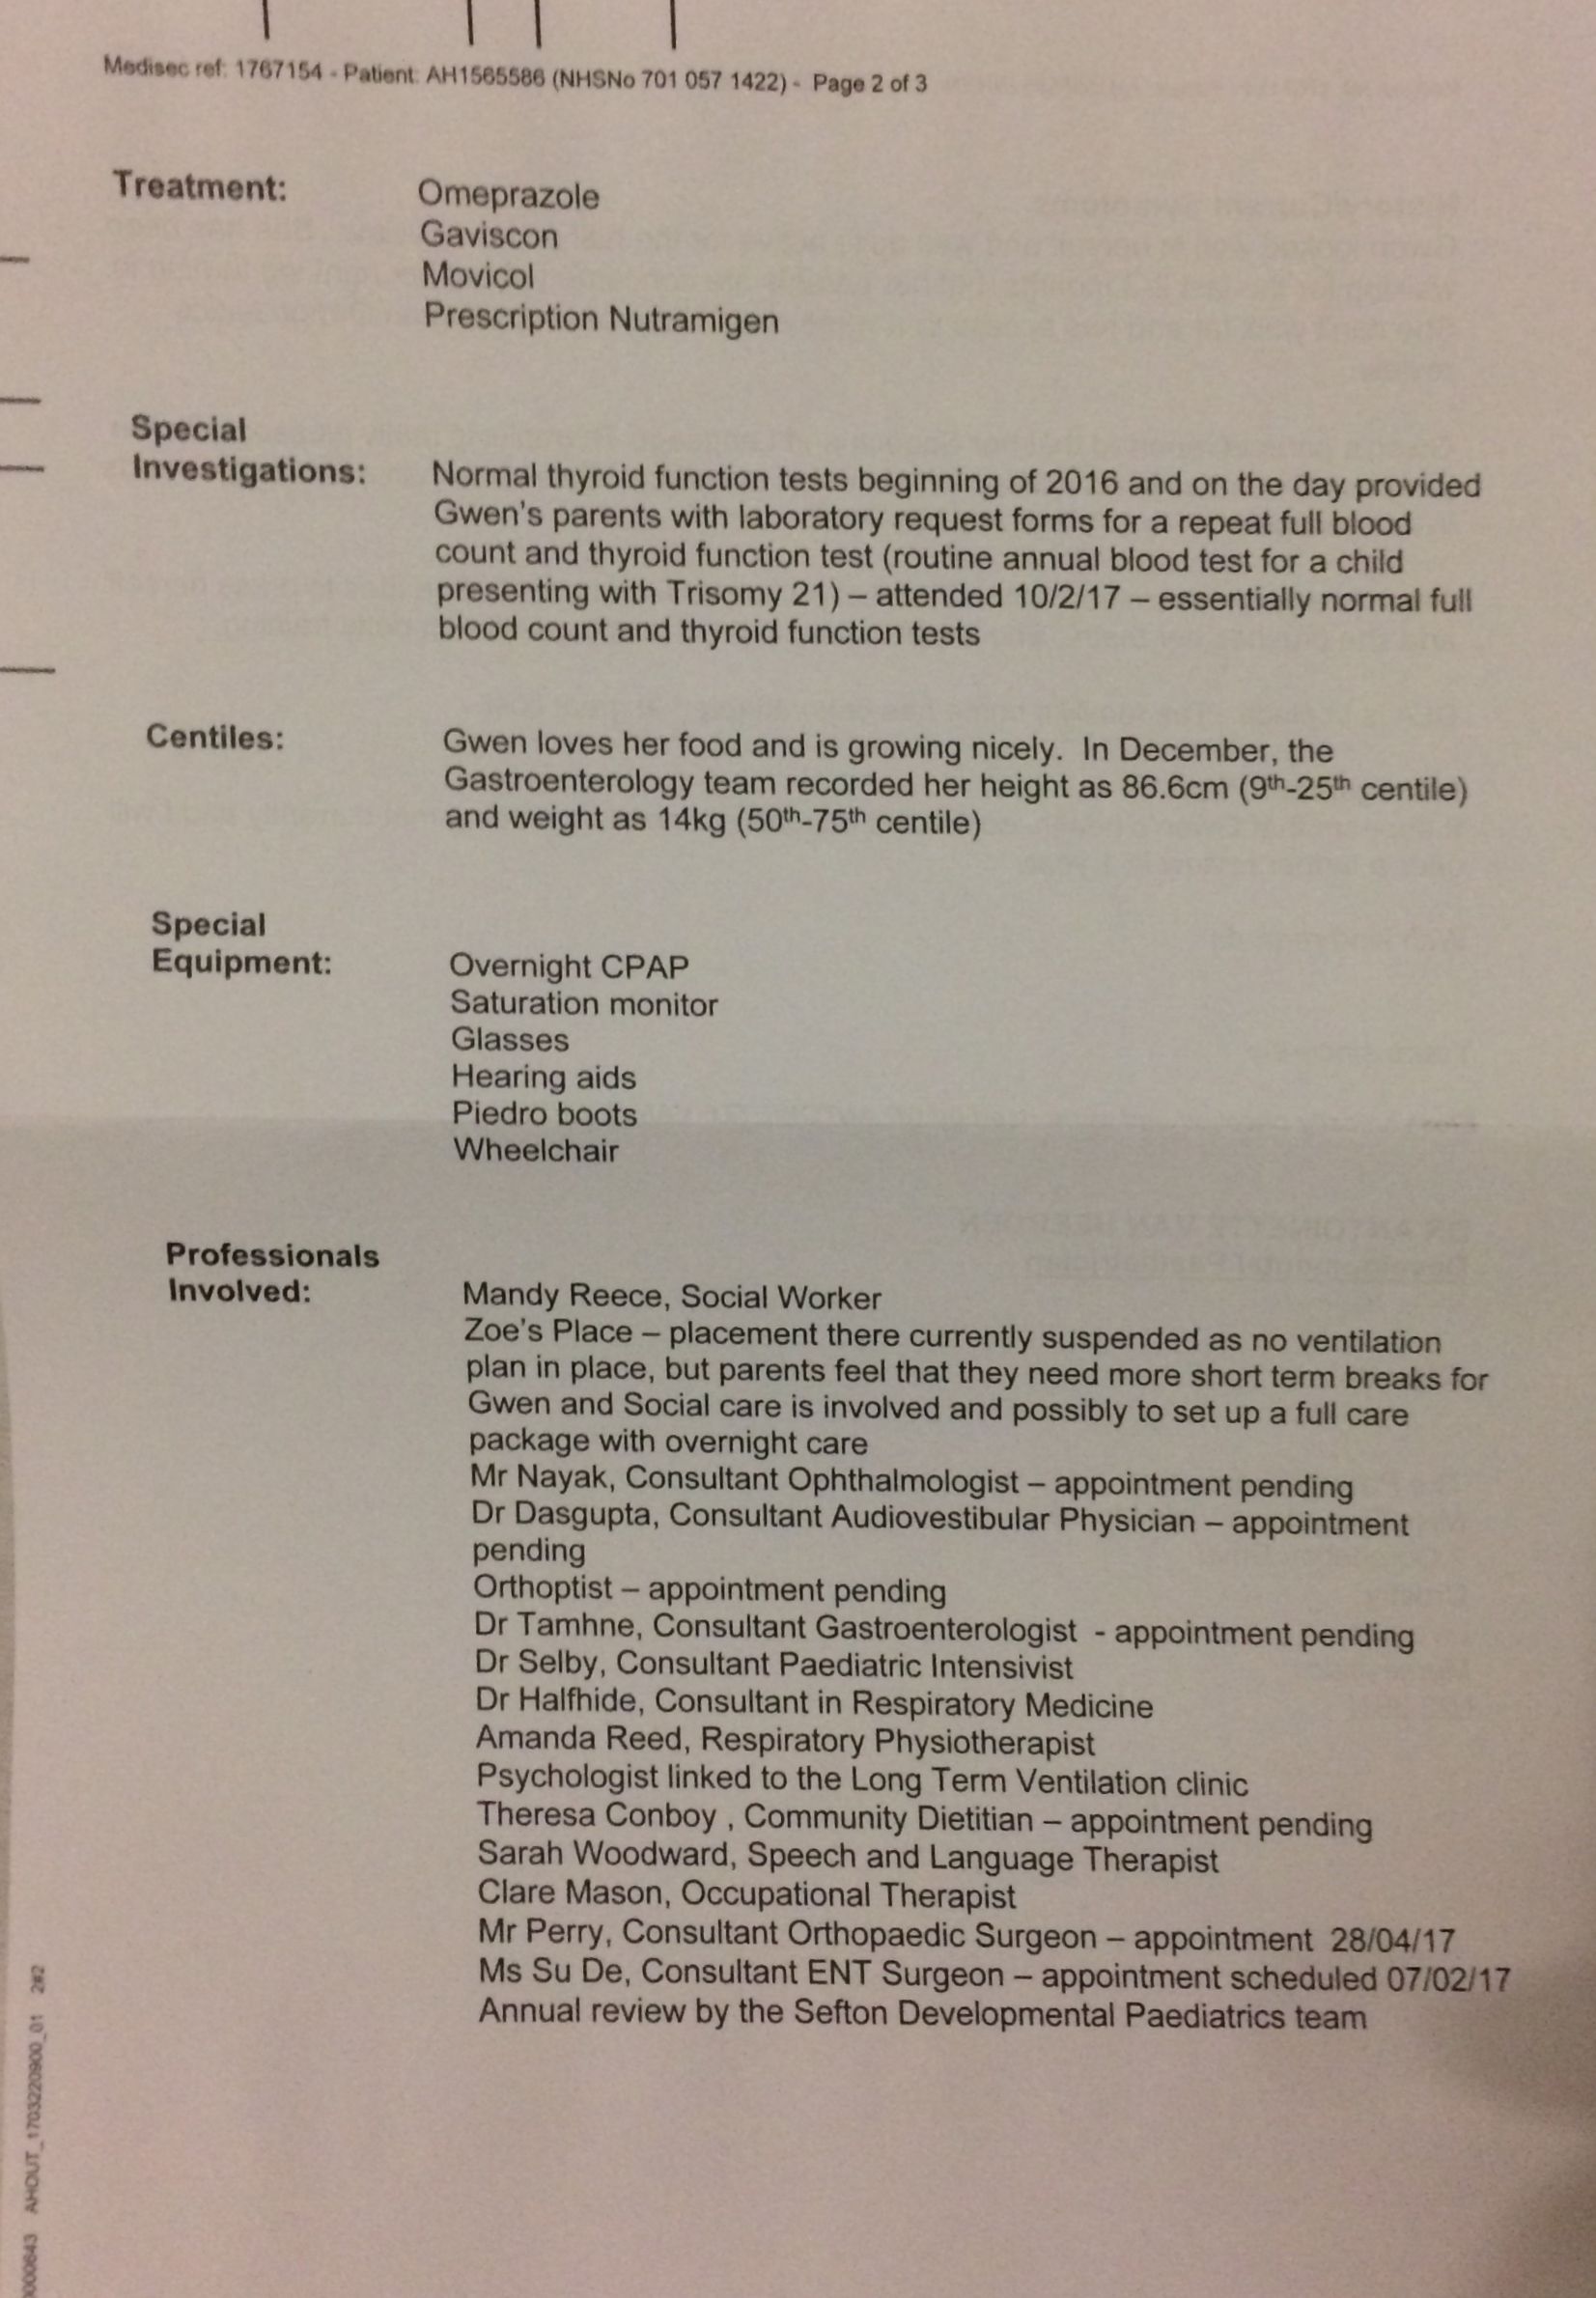 Medisec ref: 1767154 - Patient: AH1565586 (NHSNo 701 057 1422) - Page 2 of 3
Treatment: Omeprazole
Gaviscon
Movicol
Prescription Nutramigen
Special
Investigations: Normal thyroid function tests beginning of 2016 and on the day provided
Gwen's parents with laboratory request forms for a repeat full blood
count and thyroid function test (routine annual blood test for a child
presenting with Trisomy 21) – attended 10/2/17 – essentially normal full
blood count and thyroid function tests
Centiles: Gwen loves her food and is growing nicely. In December, the
Gastroenterology team recorded her height as 86.6cm (9th-25th centile)
and weight as 14kg (50th-75th centile)
Special
Equipment: Overnight CPAP
Saturation monitor
Glasses
Hearing aids
Piedro boots
Wheelchair
Professionals
Involved: Mandy Reece, Social Worker
Zoe's Place – placement there currently suspended as no ventilation
plan in place, but parents feel that they need more short term breaks for
Gwen and Social care is involved and possibly to set up a full care
package with overnight care
Mr Nayak, Consultant Ophthalmologist – appointment pending
Dr Dasgupta, Consultant Audiovestibular Physician – appointment
pending
Orthoptist – appointment pending
Dr Tamhne, Consultant Gastroenterologist - appointment pending
Dr Selby, Consultant Paediatric Intensivist
Dr Halfhide, Consultant in Respiratory Medicine
Amanda Reed, Respiratory Physiotherapist
Psychologist linked to the Long Term Ventilation clinic
Theresa Conboy , Community Dietitian – appointment pending
Sarah Woodward, Speech and Language Therapist
Clare Mason, Occupational Therapist
Mr Perry, Consultant Orthopaedic Surgeon – appointment 28/04/17
Ms Su De, Consultant ENT Surgeon – appointment scheduled 07/02/17
Annual review by the Sefton Developmental Paediatrics team
AHOUT_1703220900_01 2#2